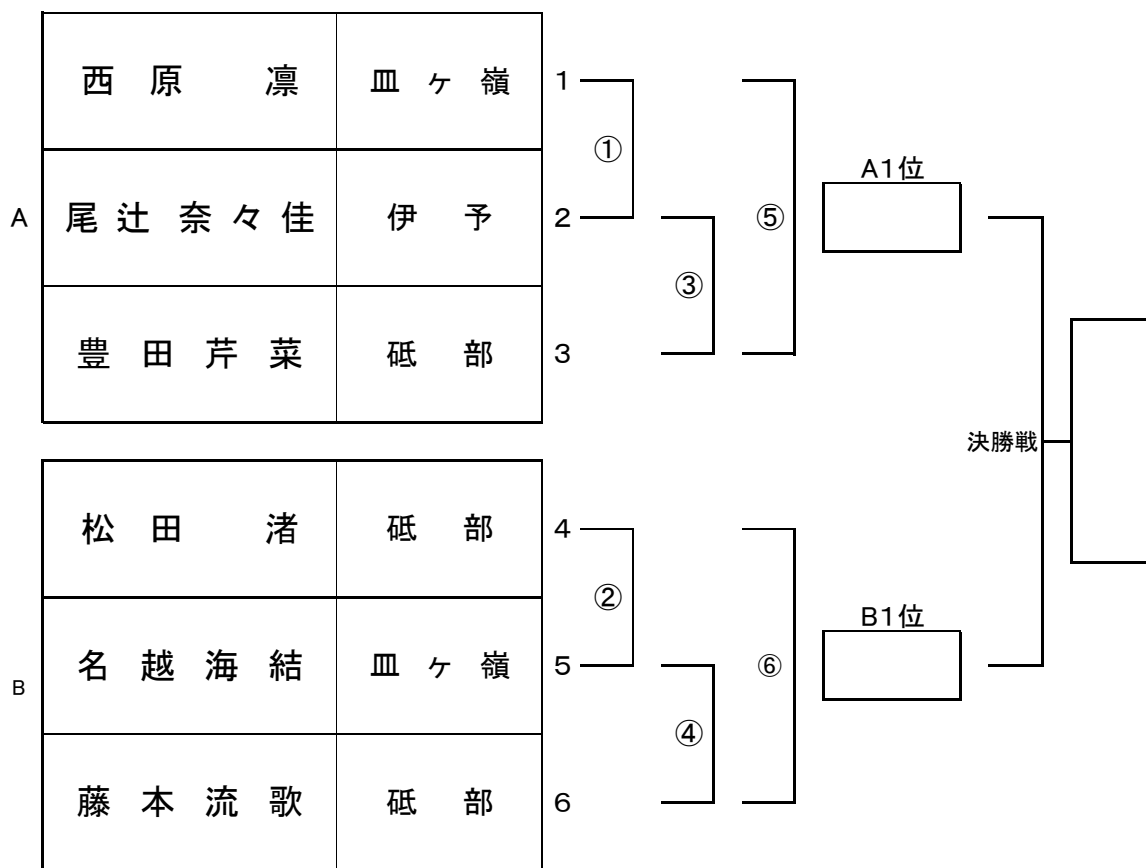 西原 凛 皿ヶ嶺 1
①
A 尾辻奈々佳 伊予 2 ⑤ A1位
③
豊田芹菜 砥部 3
決勝戦
松田 渚 砥部 4
②
B 名越海結 皿ヶ嶺 5 ⑥ B1位
④
藤本流歌 砥部 6